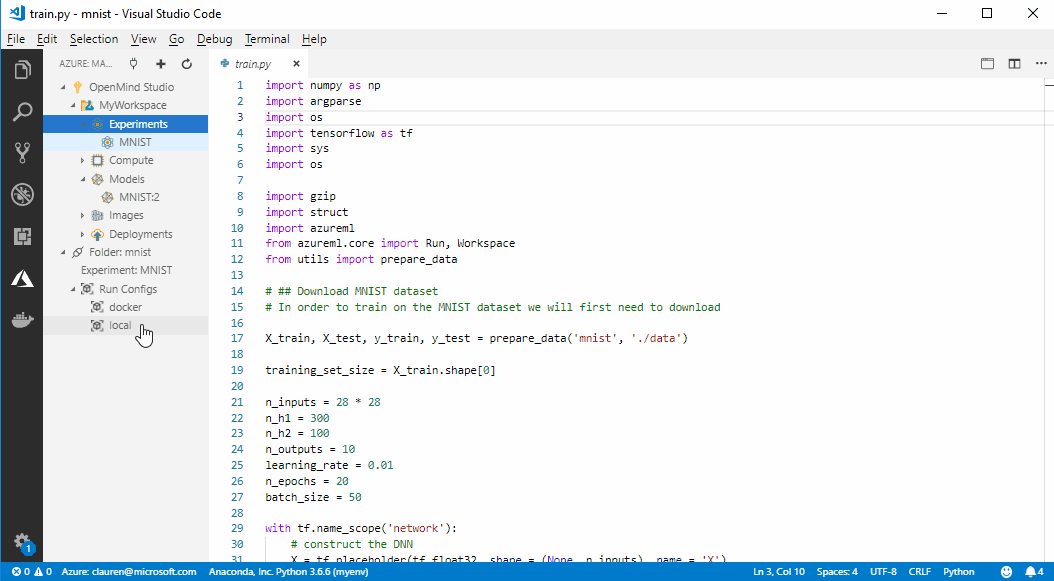 train.py - mnist - Visual Studio Code
File Edit Selection View Go Debug Terminal Help
AZURE: MA...
OpenMind Studio
MyWorkspace
Experiments
MNIST
Compute
Models
MNIST:2
Images
Deployments
Folder: mnist
Experiment: MNIST
Run Configs
docker
local
1
train.py
1 import numpy as np
2 import argparse
3 import os
4 import tensorflow as tf
5 import sys
6 import os
7
8 import gzip
9 import struct
10 import azureml
11 from azureml.core import Run, Workspace
12 from utils import prepare_data
13
14 # ## Download MNIST dataset
15 # In order to train on the MNIST dataset we will first need to download
16
17 X_train, X_test, y_train, y_test = prepare_data('mnist', './data')
18
19 training_set_size = X_train.shape[0]
20
21 n_inputs = 28 * 28
22 n_h1 = 300
23 n_h2 = 100
24 n_outputs = 10
25 learning_rate = 0.01
26 n_epochs = 20
27 batch_size = 50
28
29 with tf.name_scope('network'):
30 # construct the DNN
31 X = tf.placeholder(tf.float32, shape = (None, n_inputs), name = 'X')
0 0 Azure: clauren@microsoft.com Anaconda, Inc. Python 3.6.6 (myenv) Ln 3, Col 10 Spaces: 4 UTF-8 CRLF Python 4